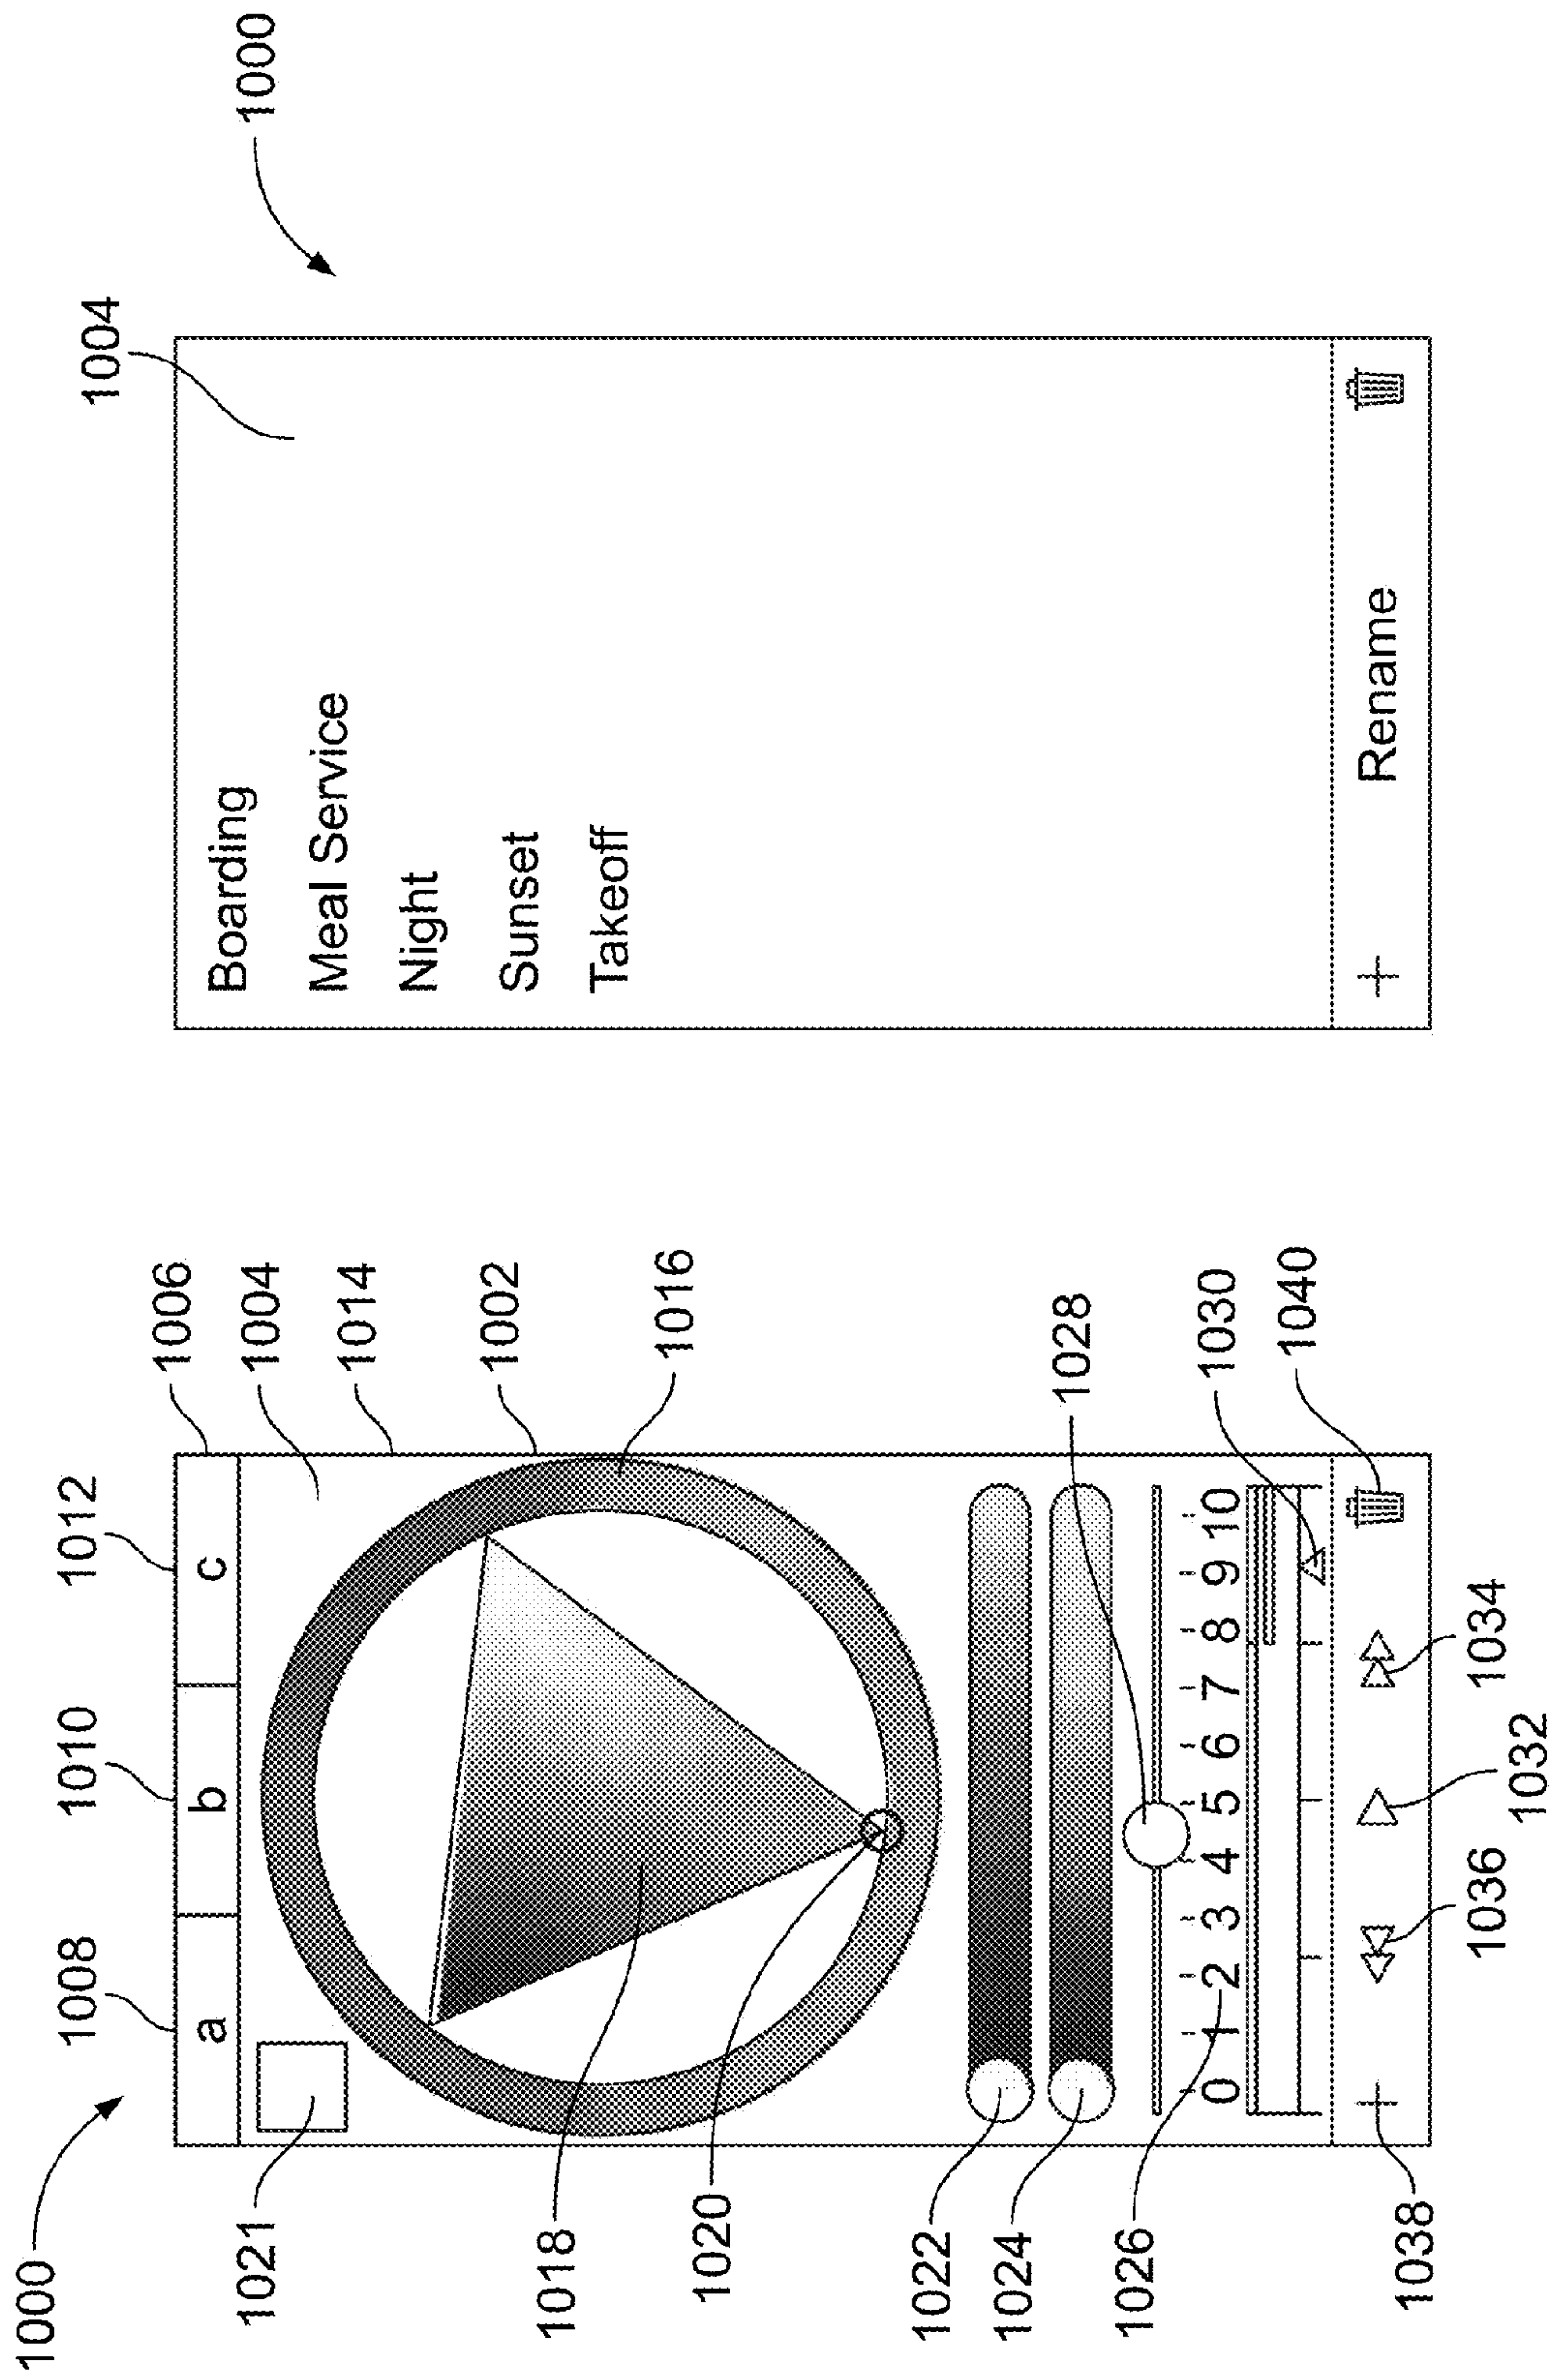 1000
1008
1010
1012
a
b
c
1006
1004
1014
1002
1016
1021
1018
1020
1022
1024
1026
1028
0 1 2 3 4 5 6 7 8 9 10
1030
1040
1038
1036
1032
1034
1004
1000
Boarding
Meal Service
Night
Sunset
Takeoff
+ Rename